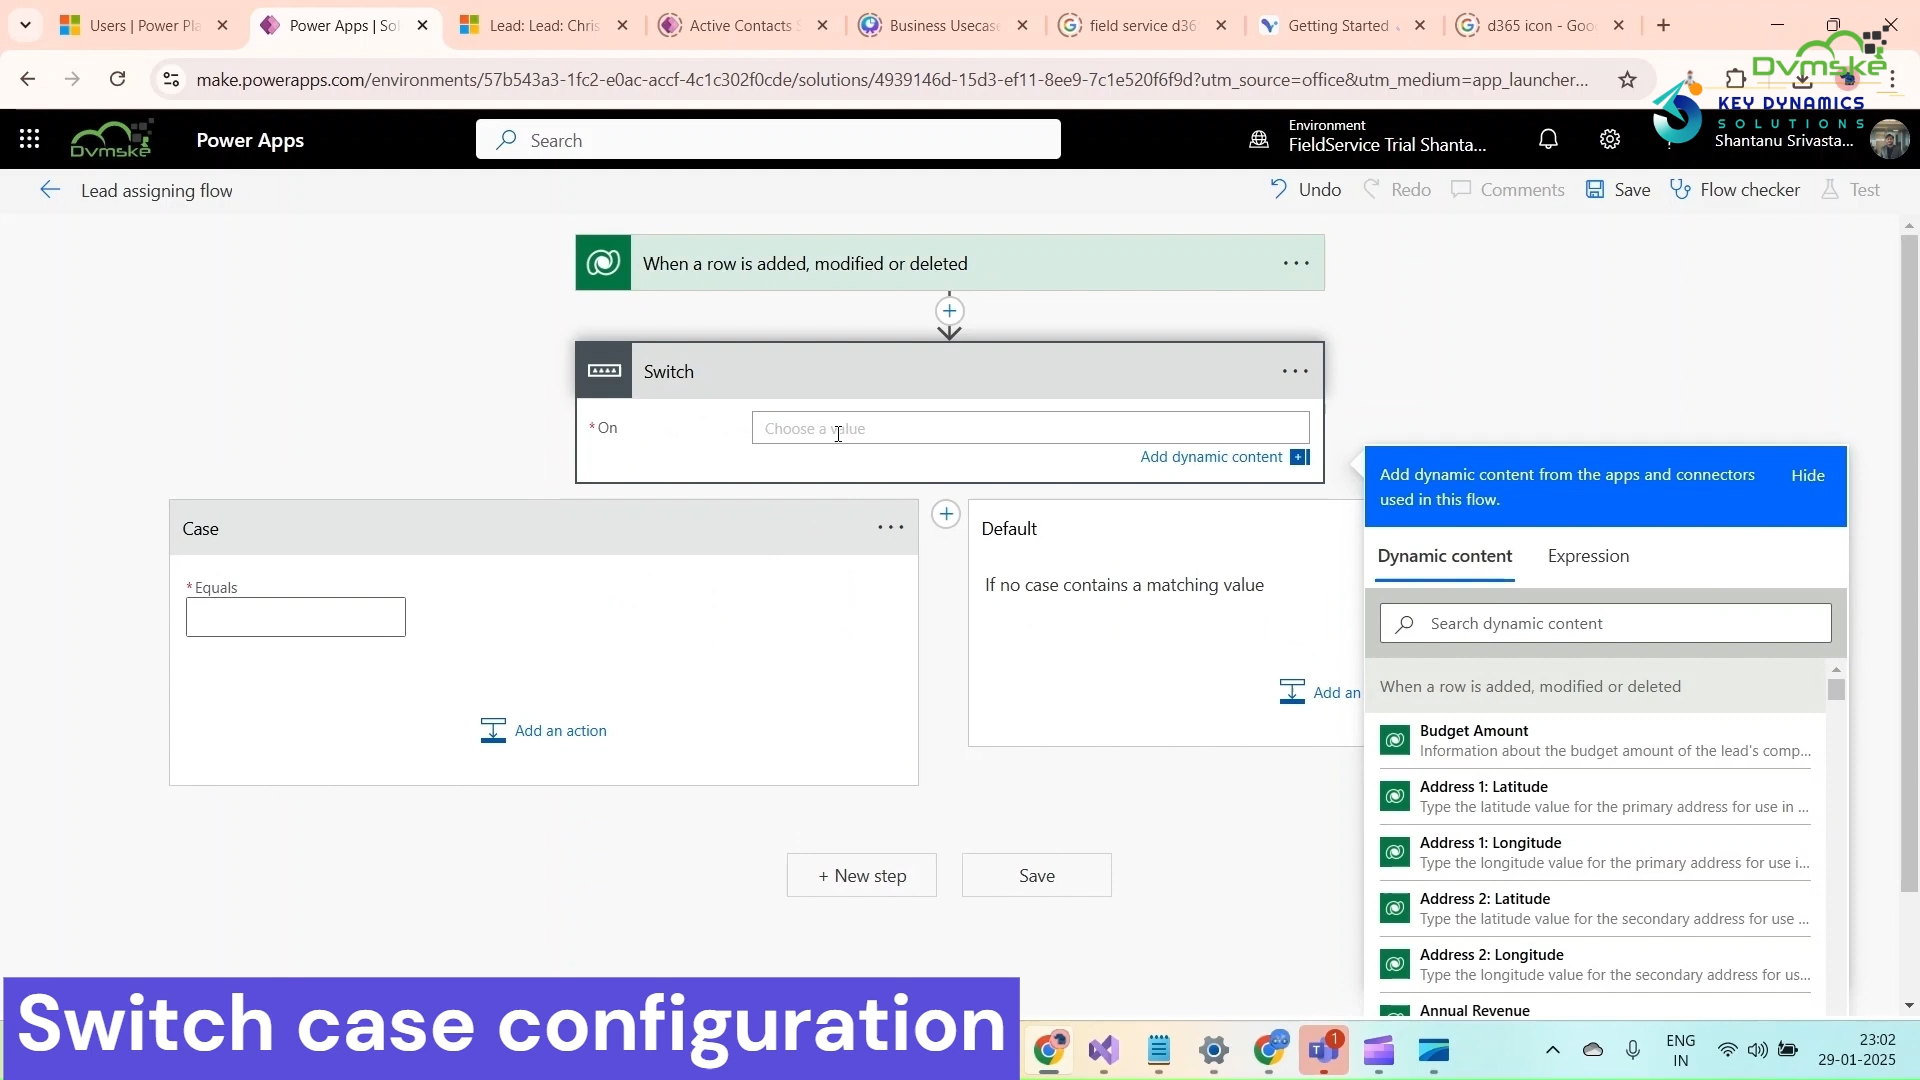 Users | Power Pla
Power Apps | Sol
Lead: Lead: Chris
Active Contacts S
Business Usecase
field service d36
Getting Started
d365 icon - Goo
make.powerapps.com/environments/57b543a3-1fc2-e0ac-accf-4c1c302f0cde/solutions/4939146d-15d3-ef11-8ee9-7c1e520f6f9d?utm_source=office&utm_medium=app_launcher...
Dvmske
KEY DYNAMICS
SOLUTIONS
Dvmske
Power Apps
Search
Environment
FieldService Trial Shanta...
Shantanu Srivasta...
Lead assigning flow
Undo
Redo
Comments
Save
Flow checker
Test
When a row is added, modified or deleted
Switch
* On
Choose a value
Add dynamic content
Case
* Equals
Add an action
Default
If no case contains a matching value
Add an
Add dynamic content from the apps and connectors used in this flow.
Hide
Dynamic content
Expression
Search dynamic content
When a row is added, modified or deleted
Budget Amount
Information about the budget amount of the lead's comp...
Address 1: Latitude
Type the latitude value for the primary address for use in ...
Address 1: Longitude
Type the longitude value for the primary address for use i...
Address 2: Latitude
Type the latitude value for the secondary address for use ...
Address 2: Longitude
Type the longitude value for the secondary address for us...
Annual Revenue
+ New step
Save
Switch case configuration
1
ENG
IN
23:02
29-01-2025